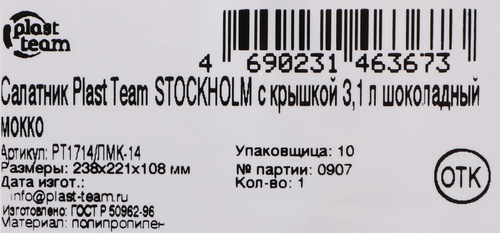 plast team
4 690231 463673
Салатник Plast Team STOCKHOLM с крышкой 3,1 л шоколадный
мокко
Артикул: РТ1714/ЛМК-14
Упаковщица: 10
Размеры: 238x221x108 мм
№ партии: 0907
Дата изгот.:
Кол-во: 1
info@plast-team.ru
ОТК
Изготовлено: ГОСТ Р 50962-96
Материал: полипропилен